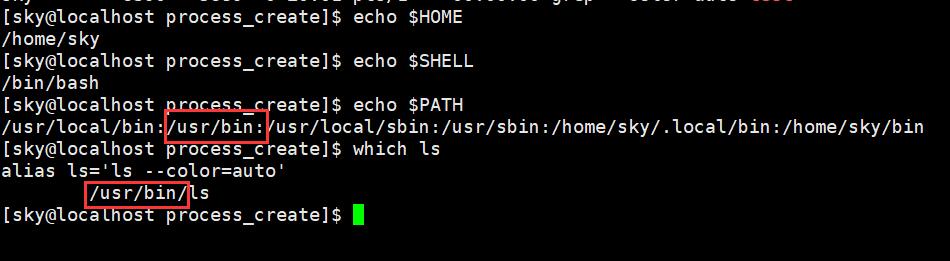 [sky@localhost process_create]$ echo $HOME
/home/sky
[sky@localhost process_create]$ echo $SHELL
/bin/bash
[sky@localhost process_create]$ echo $PATH
/usr/local/bin:/usr/bin:/usr/local/sbin:/usr/sbin:/home/sky/.local/bin:/home/sky/bin
[sky@localhost process_create]$ which ls
alias ls='ls --color=auto'
/usr/bin/ls
[sky@localhost process_create]$